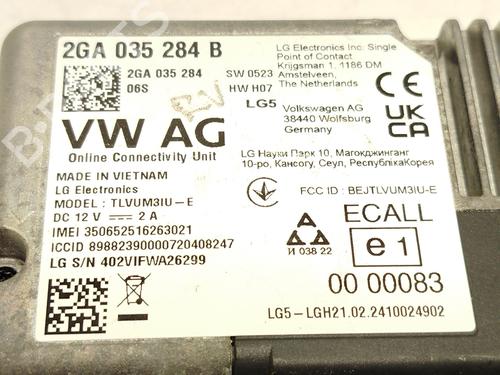 2GA 035 284 B
2GA 035 284
06S
SW 0523
HW H07
LG5
VW AG
Online Connectivity Unit
MADE IN VIETNAM
LG Electronics
MODEL : TLVUM3IU-E
DC 12 V 2 A
IMEI 350652516263021
ICCID 89882390000720408247
LG S/N 402VIFWA26299
LG Electronics Inc. Single
Point of Contact
Krijgsman 1, 1186 DM
Amstelveen,
The Netherlands
Volkswagen AG
38440 Wolfsburg
Germany
CE
UK
CA
LG Науки Парк 10, Магокджинганг
10-ро, Кансогу, Сеул, РеспубликаКорея
FCC ID : BEJTLVUM3IU-E
И 038 22
ECALL
e 1
00 00083
LG5-LGH21.02.2410024902